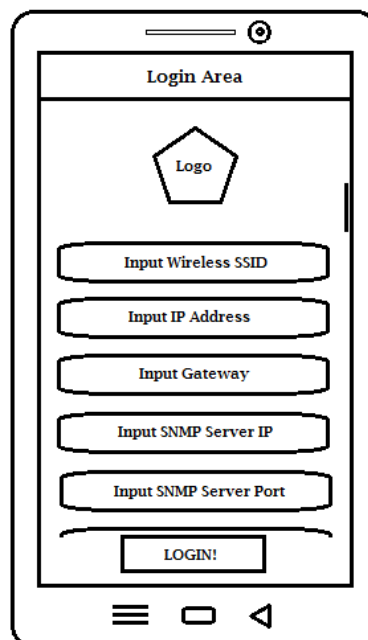 Login Area
Logo
Input Wireless SSID
Input IP Address
Input Gateway
Input SNMP Server IP
Input SNMP Server Port
LOGIN!